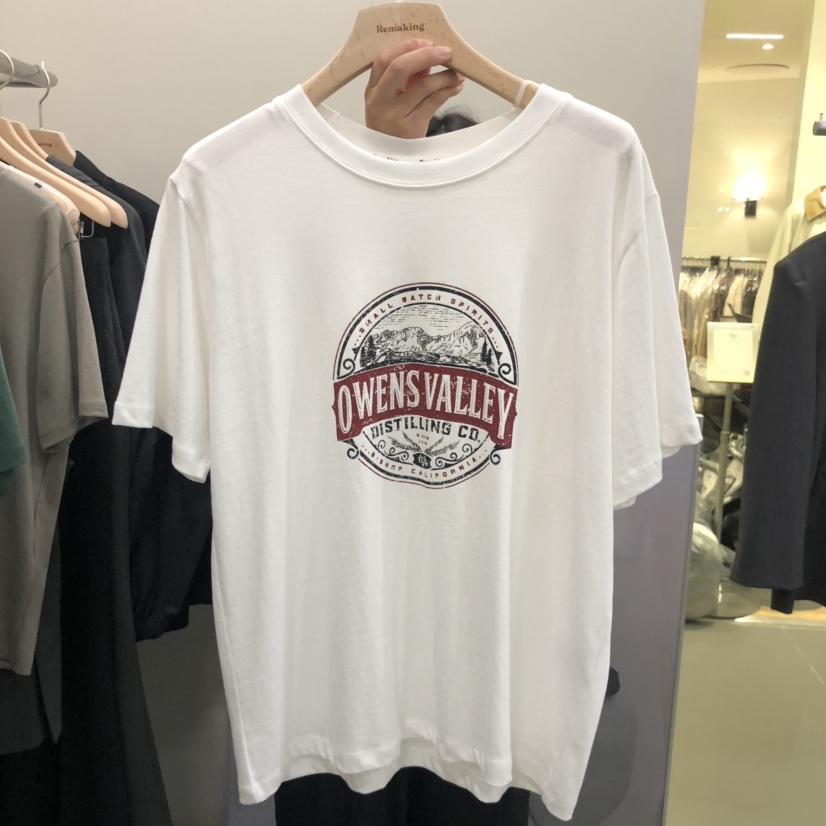 Remaking
SMALL BATCH SPIRITS
OWENS VALLEY
DISTILLING CO.
BISHOP CALIFORNIA